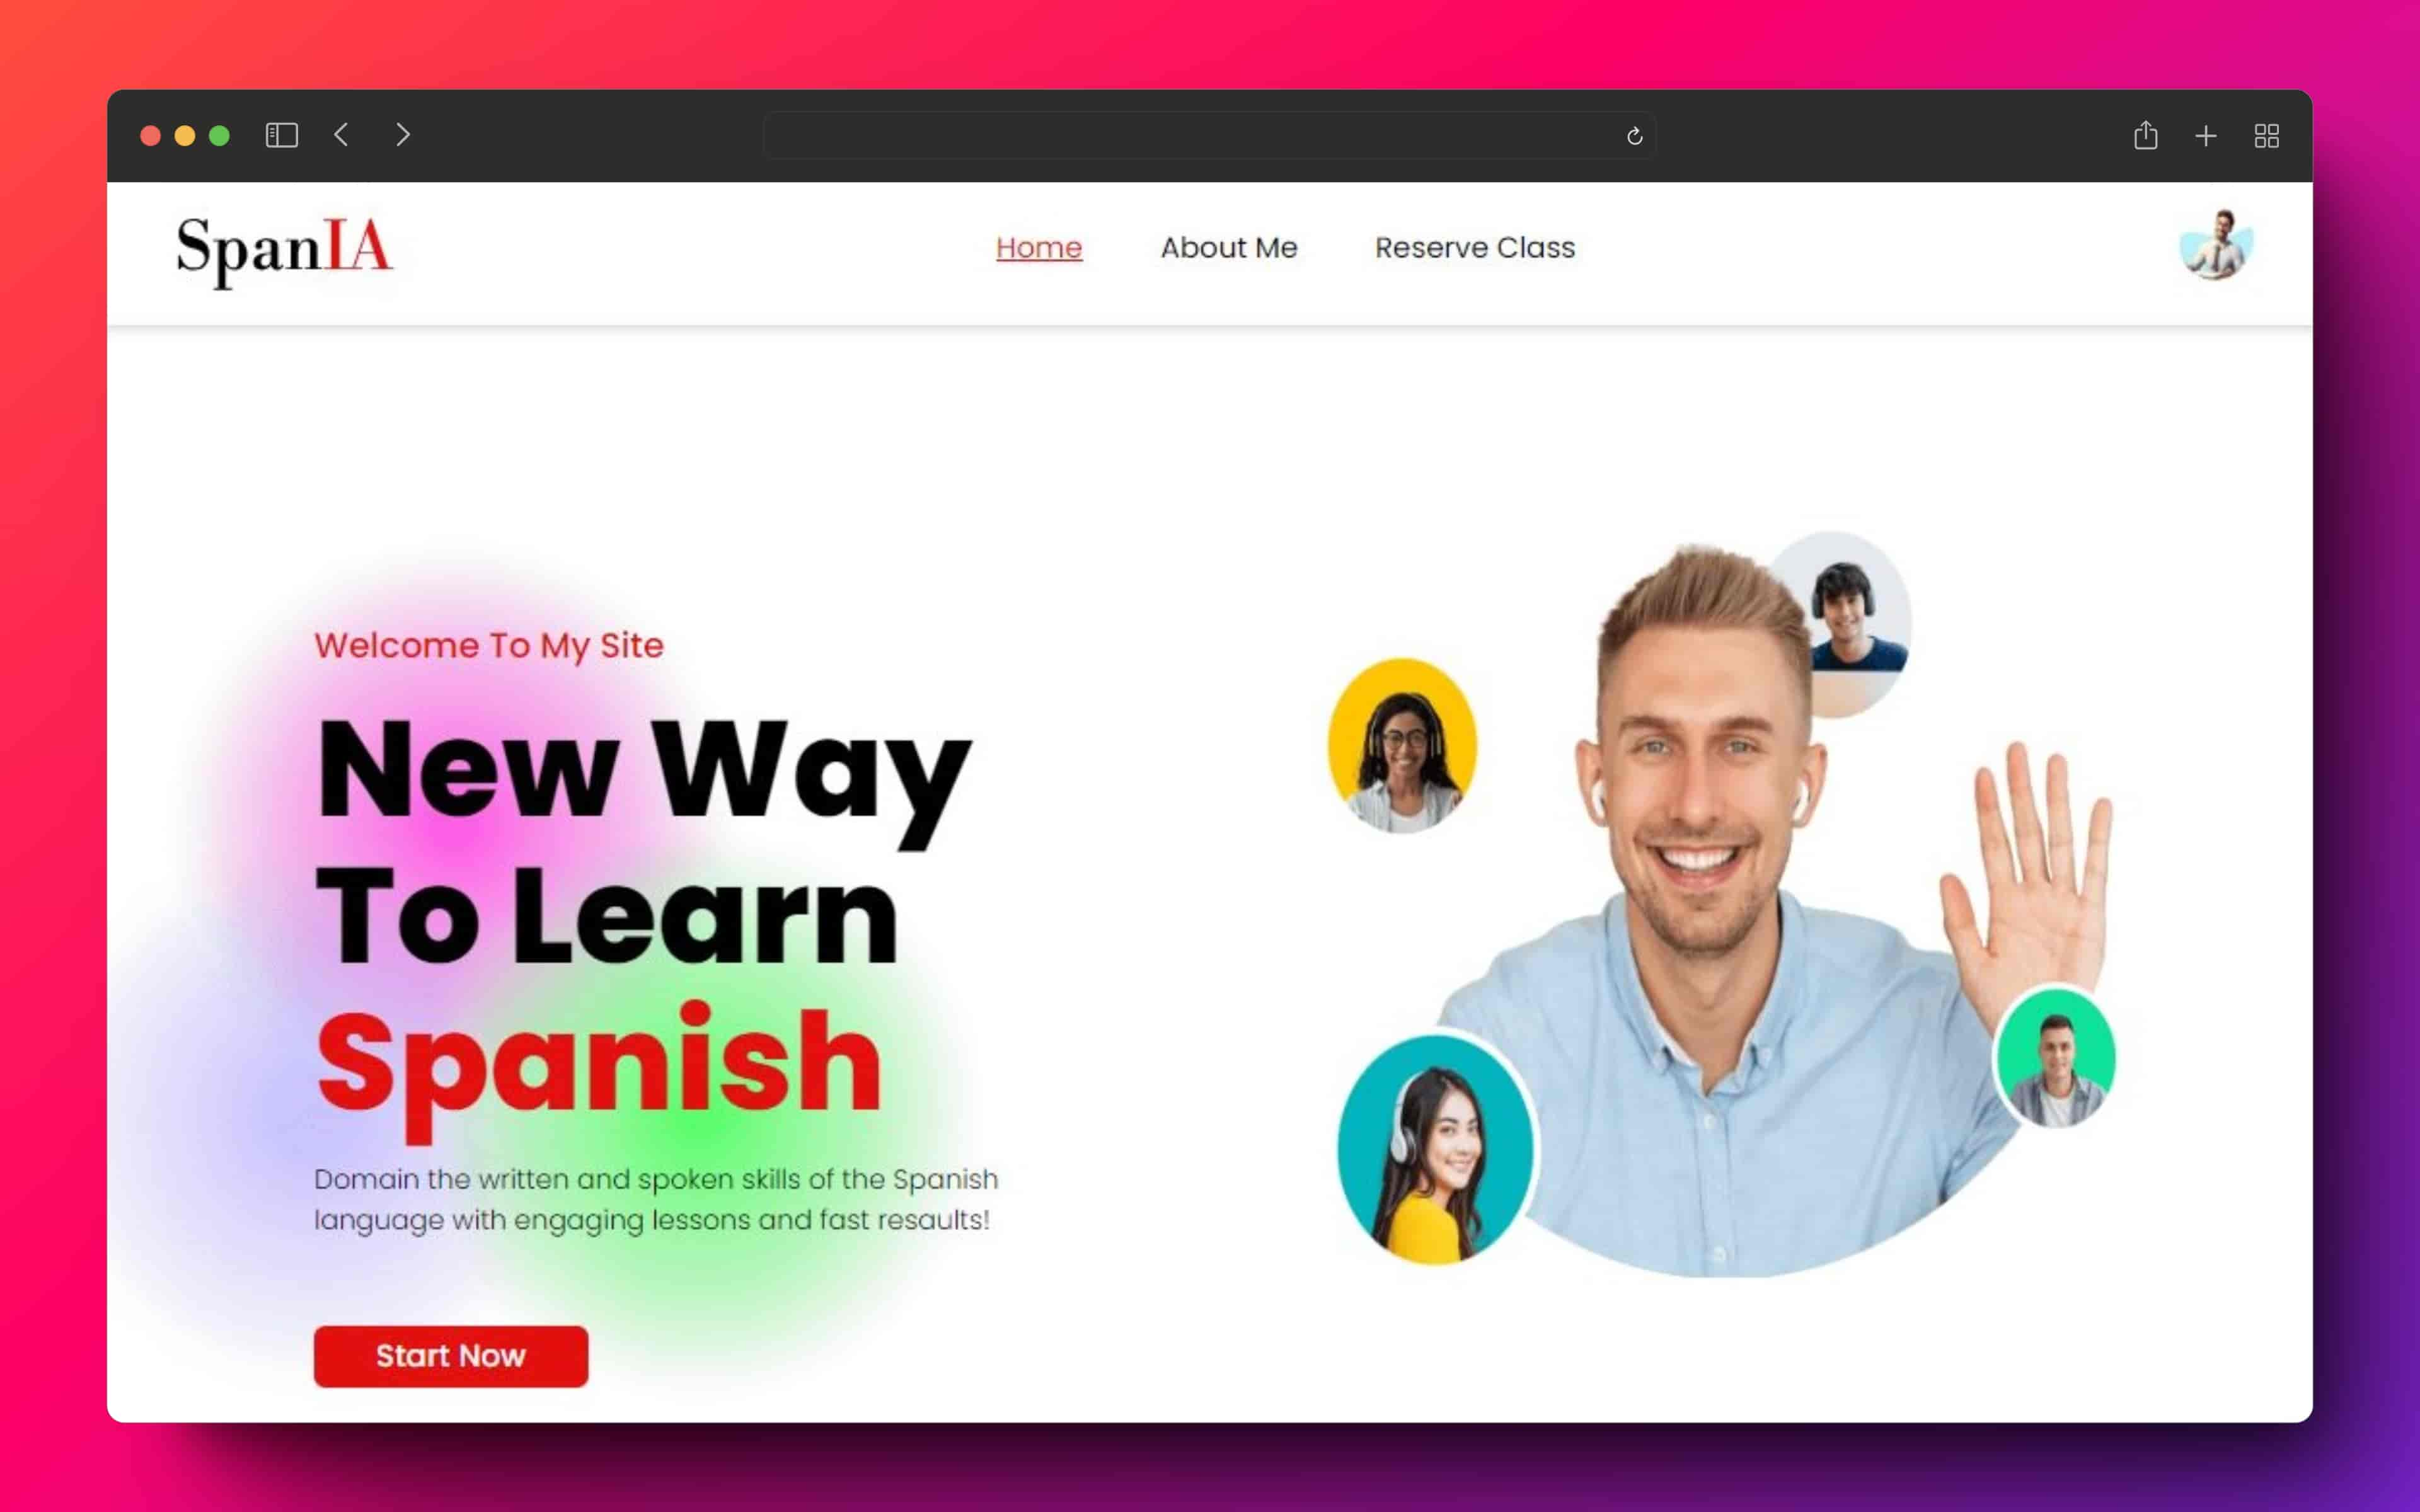 SpanIA
Home
About Me
Reserve Class
Welcome To My Site
New Way
To Learn
Spanish
Domain the written and spoken skills of the Spanish
language with engaging lessons and fast resaults!
Start Now